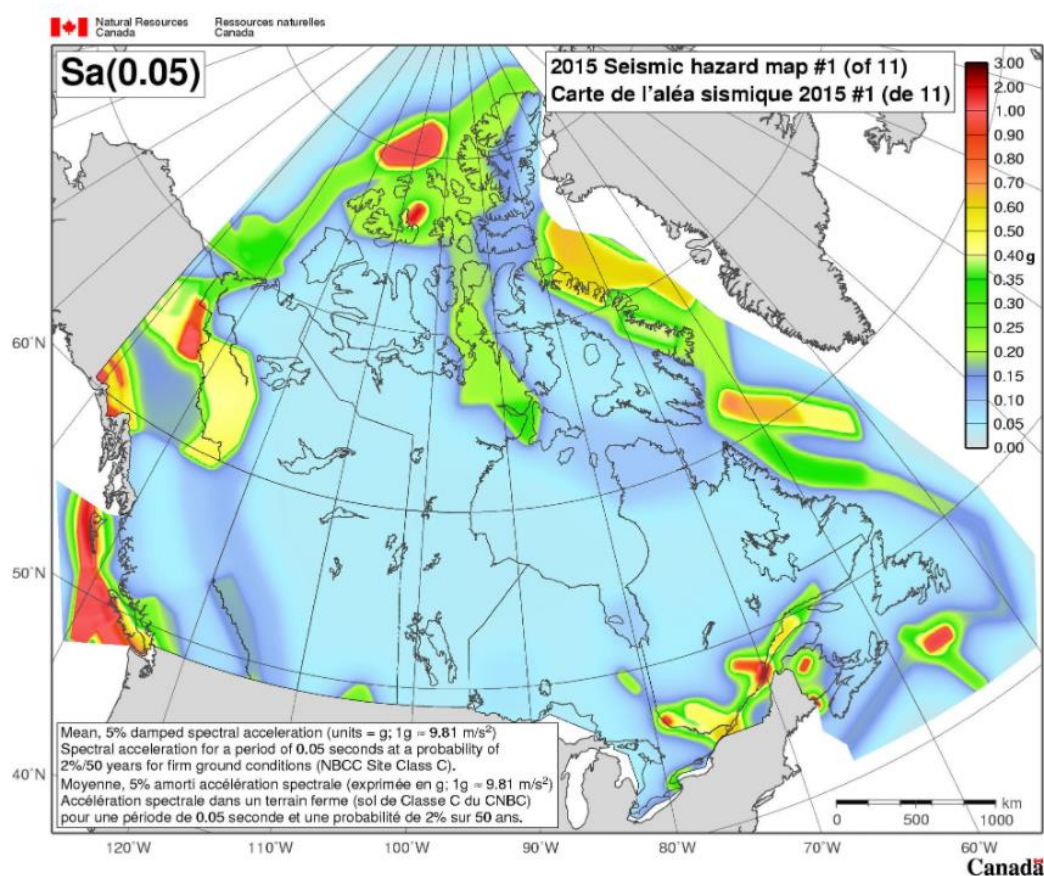 Natural Resources Ressources naturelles
Canada Canada
Sa(0.05)
2015 Seismic hazard map #1 (of 11)
Carte de l'aléa sismique 2015 #1 (de 11)
3.00
2.00
1.00
0.90
0.80
0.70
0.60
0.50
0.40 g
0.35
0.30
0.25
0.20
0.15
0.10
0.05
0.00
60°N
50°N
40°N
Mean, 5% damped spectral acceleration (units = g; 1g ≈ 9.81 m/s²)
Spectral acceleration for a period of 0.05 seconds at a probability of
2%/50 years for firm ground conditions (NBCC Site Class C).
Moyenne, 5% amorti accélération spectrale (exprimée en g; 1g ≈ 9.81 m/s²)
Accélération spectrale dans un terrain ferme (sol de Classe C du CNBC)
pour une période de 0.05 seconde et une probabilité de 2% sur 50 ans.
km
0 500 1000
120°W 110°W 100°W 90°W 80°W 70°W 60°W
Canada